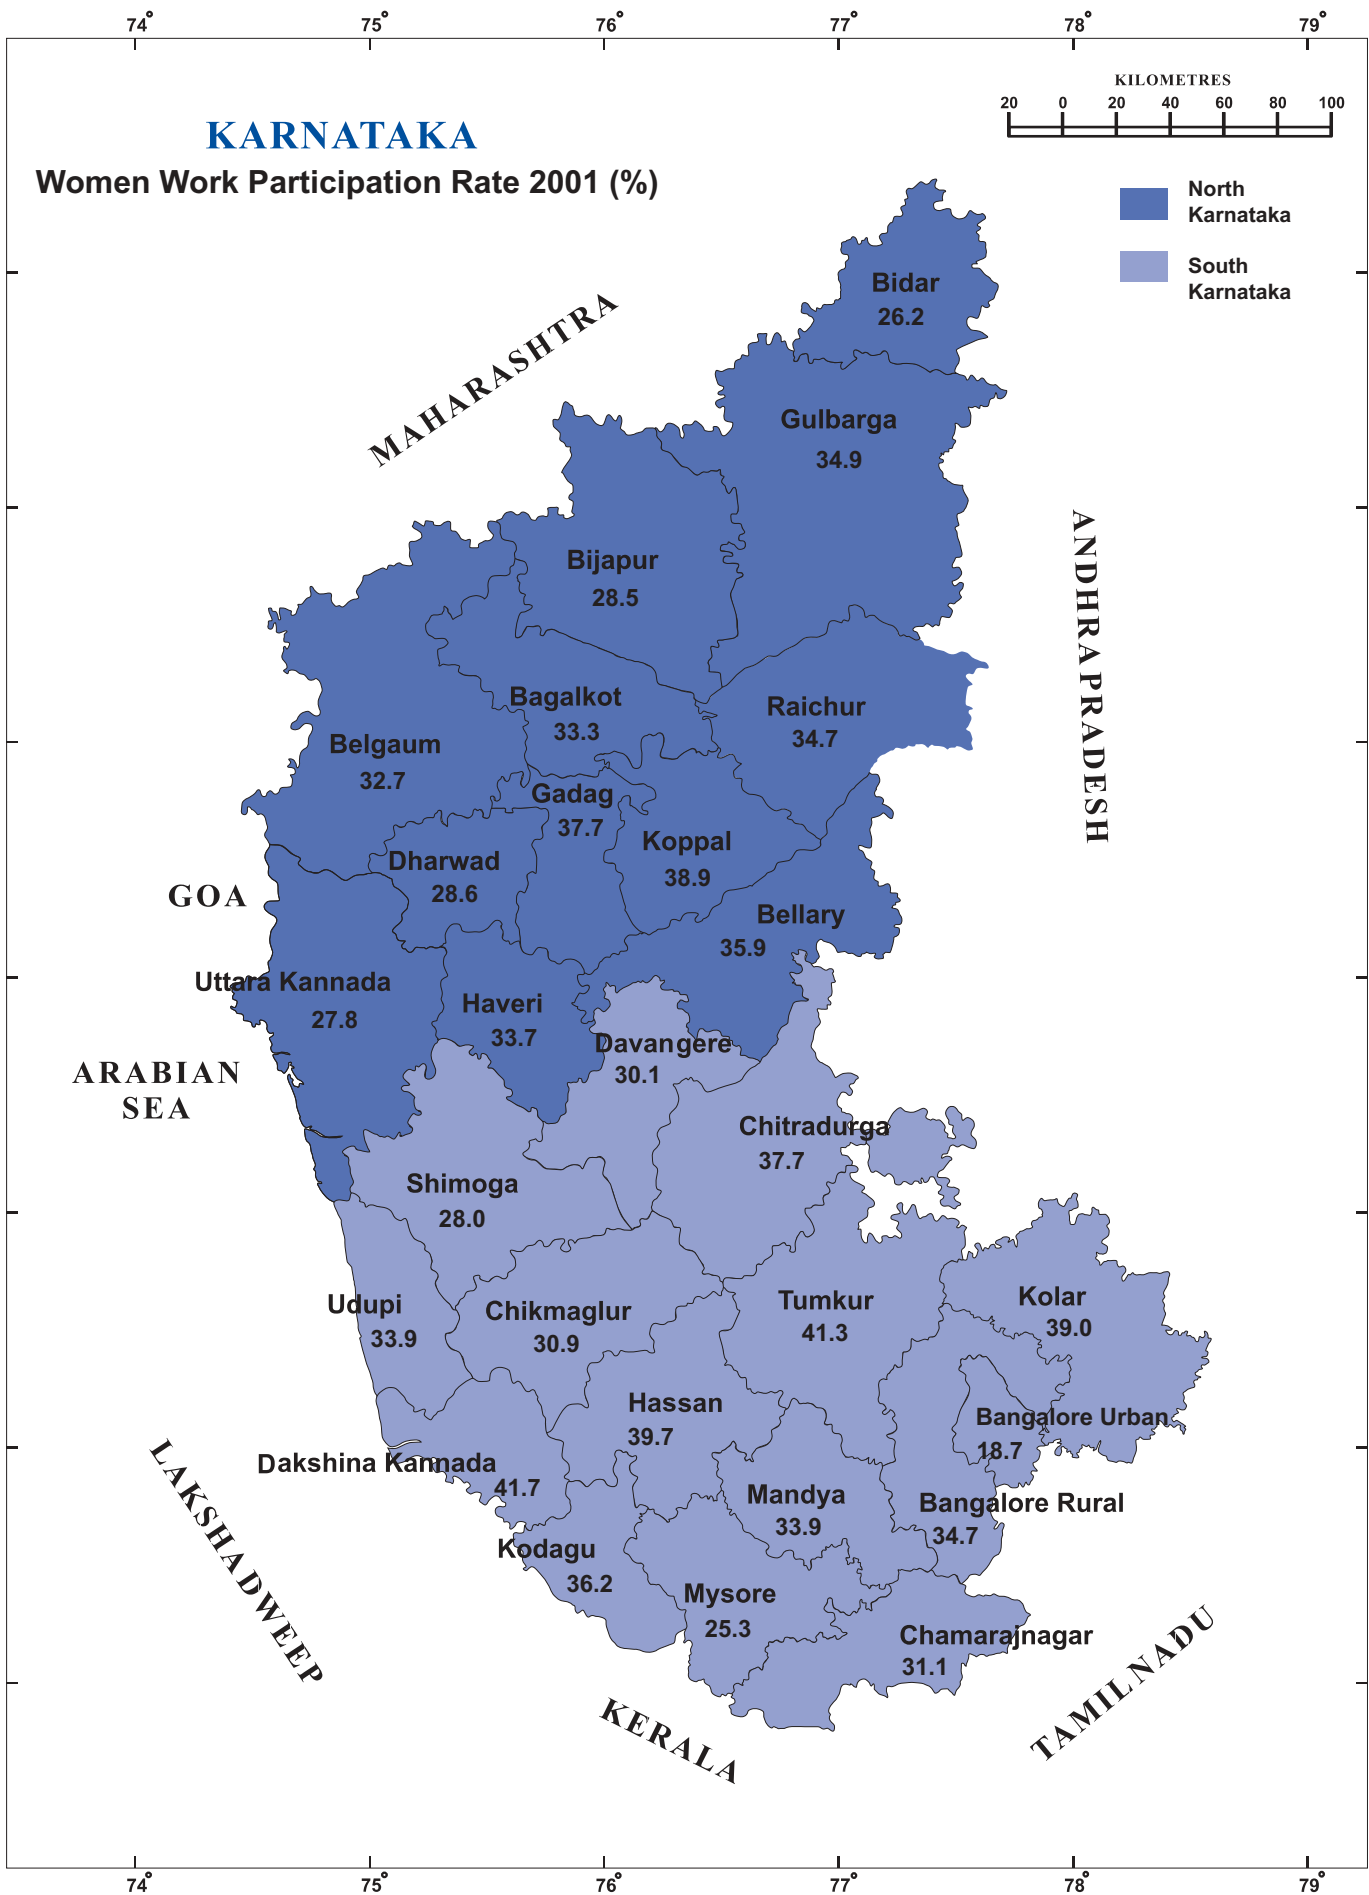 74° 75° 76° 77° 78° 79°
KILOMETRES
20 0 20 40 60 80 100
KARNATAKA
Women Work Participation Rate 2001 (%)
North
Karnataka
South
Karnataka
Bidar
26.2
MAHARASHTRA
Gulbarga
34.9
ANDHRAPRADESH
Bijapur
28.5
Bagalkot
33.3
Raichur
34.7
Belgaum
32.7
Gadag
37.7
Koppal
38.9
Dharwad
28.6
GOA
Bellary
35.9
Uttara Kannada
27.8
Haveri
33.7
Davangere
30.1
ARABIAN
SEA
Chitradurga
37.7
Shimoga
28.0
Udupi
33.9
Chikmaglur
30.9
Tumkur
41.3
Kolar
39.0
Hassan
39.7
Bangalore Urban
18.7
Dakshina Kannada
41.7
Mandya
33.9
Bangalore Rural
34.7
LAKSHADWEEP
Kodagu
36.2
Mysore
25.3
Chamarajnagar
31.1
KERALA
TAMILNADU
74° 75° 76° 77° 78° 79°